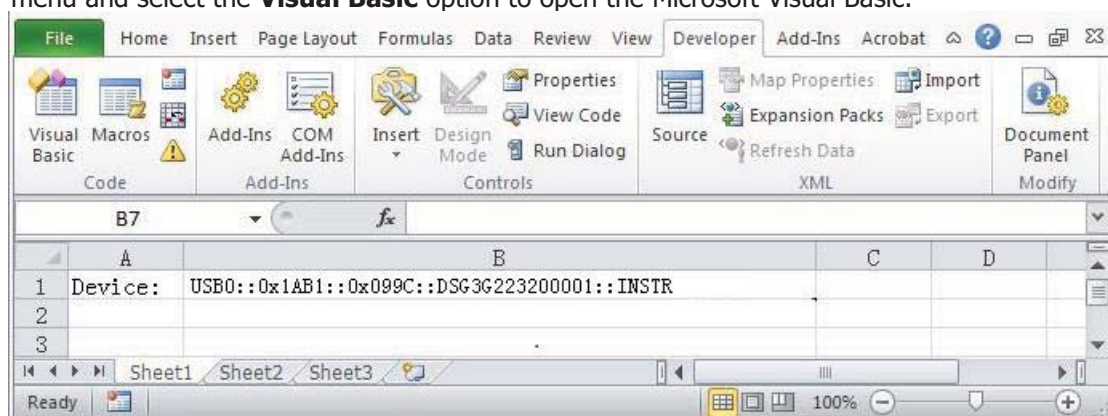 menu and select the Visual Basic option to open the Microsoft Visual Basic.
File Home Insert Page Layout Formulas Data Review View Developer Add-Ins Acrobat
Visual Basic
Macros
Add-Ins
COM Add-Ins
Insert
Design Mode
Properties
View Code
Run Dialog
Source
Map Properties
Expansion Packs
Refresh Data
Import
Export
Document Panel
Code Add-Ins Controls XML Modify
B7 fx
A B C D
1 Device: USB0::0x1AB1::0x099C::DSG3G223200001::INSTR
2
3
Sheet1 Sheet2 Sheet3
Ready 100%